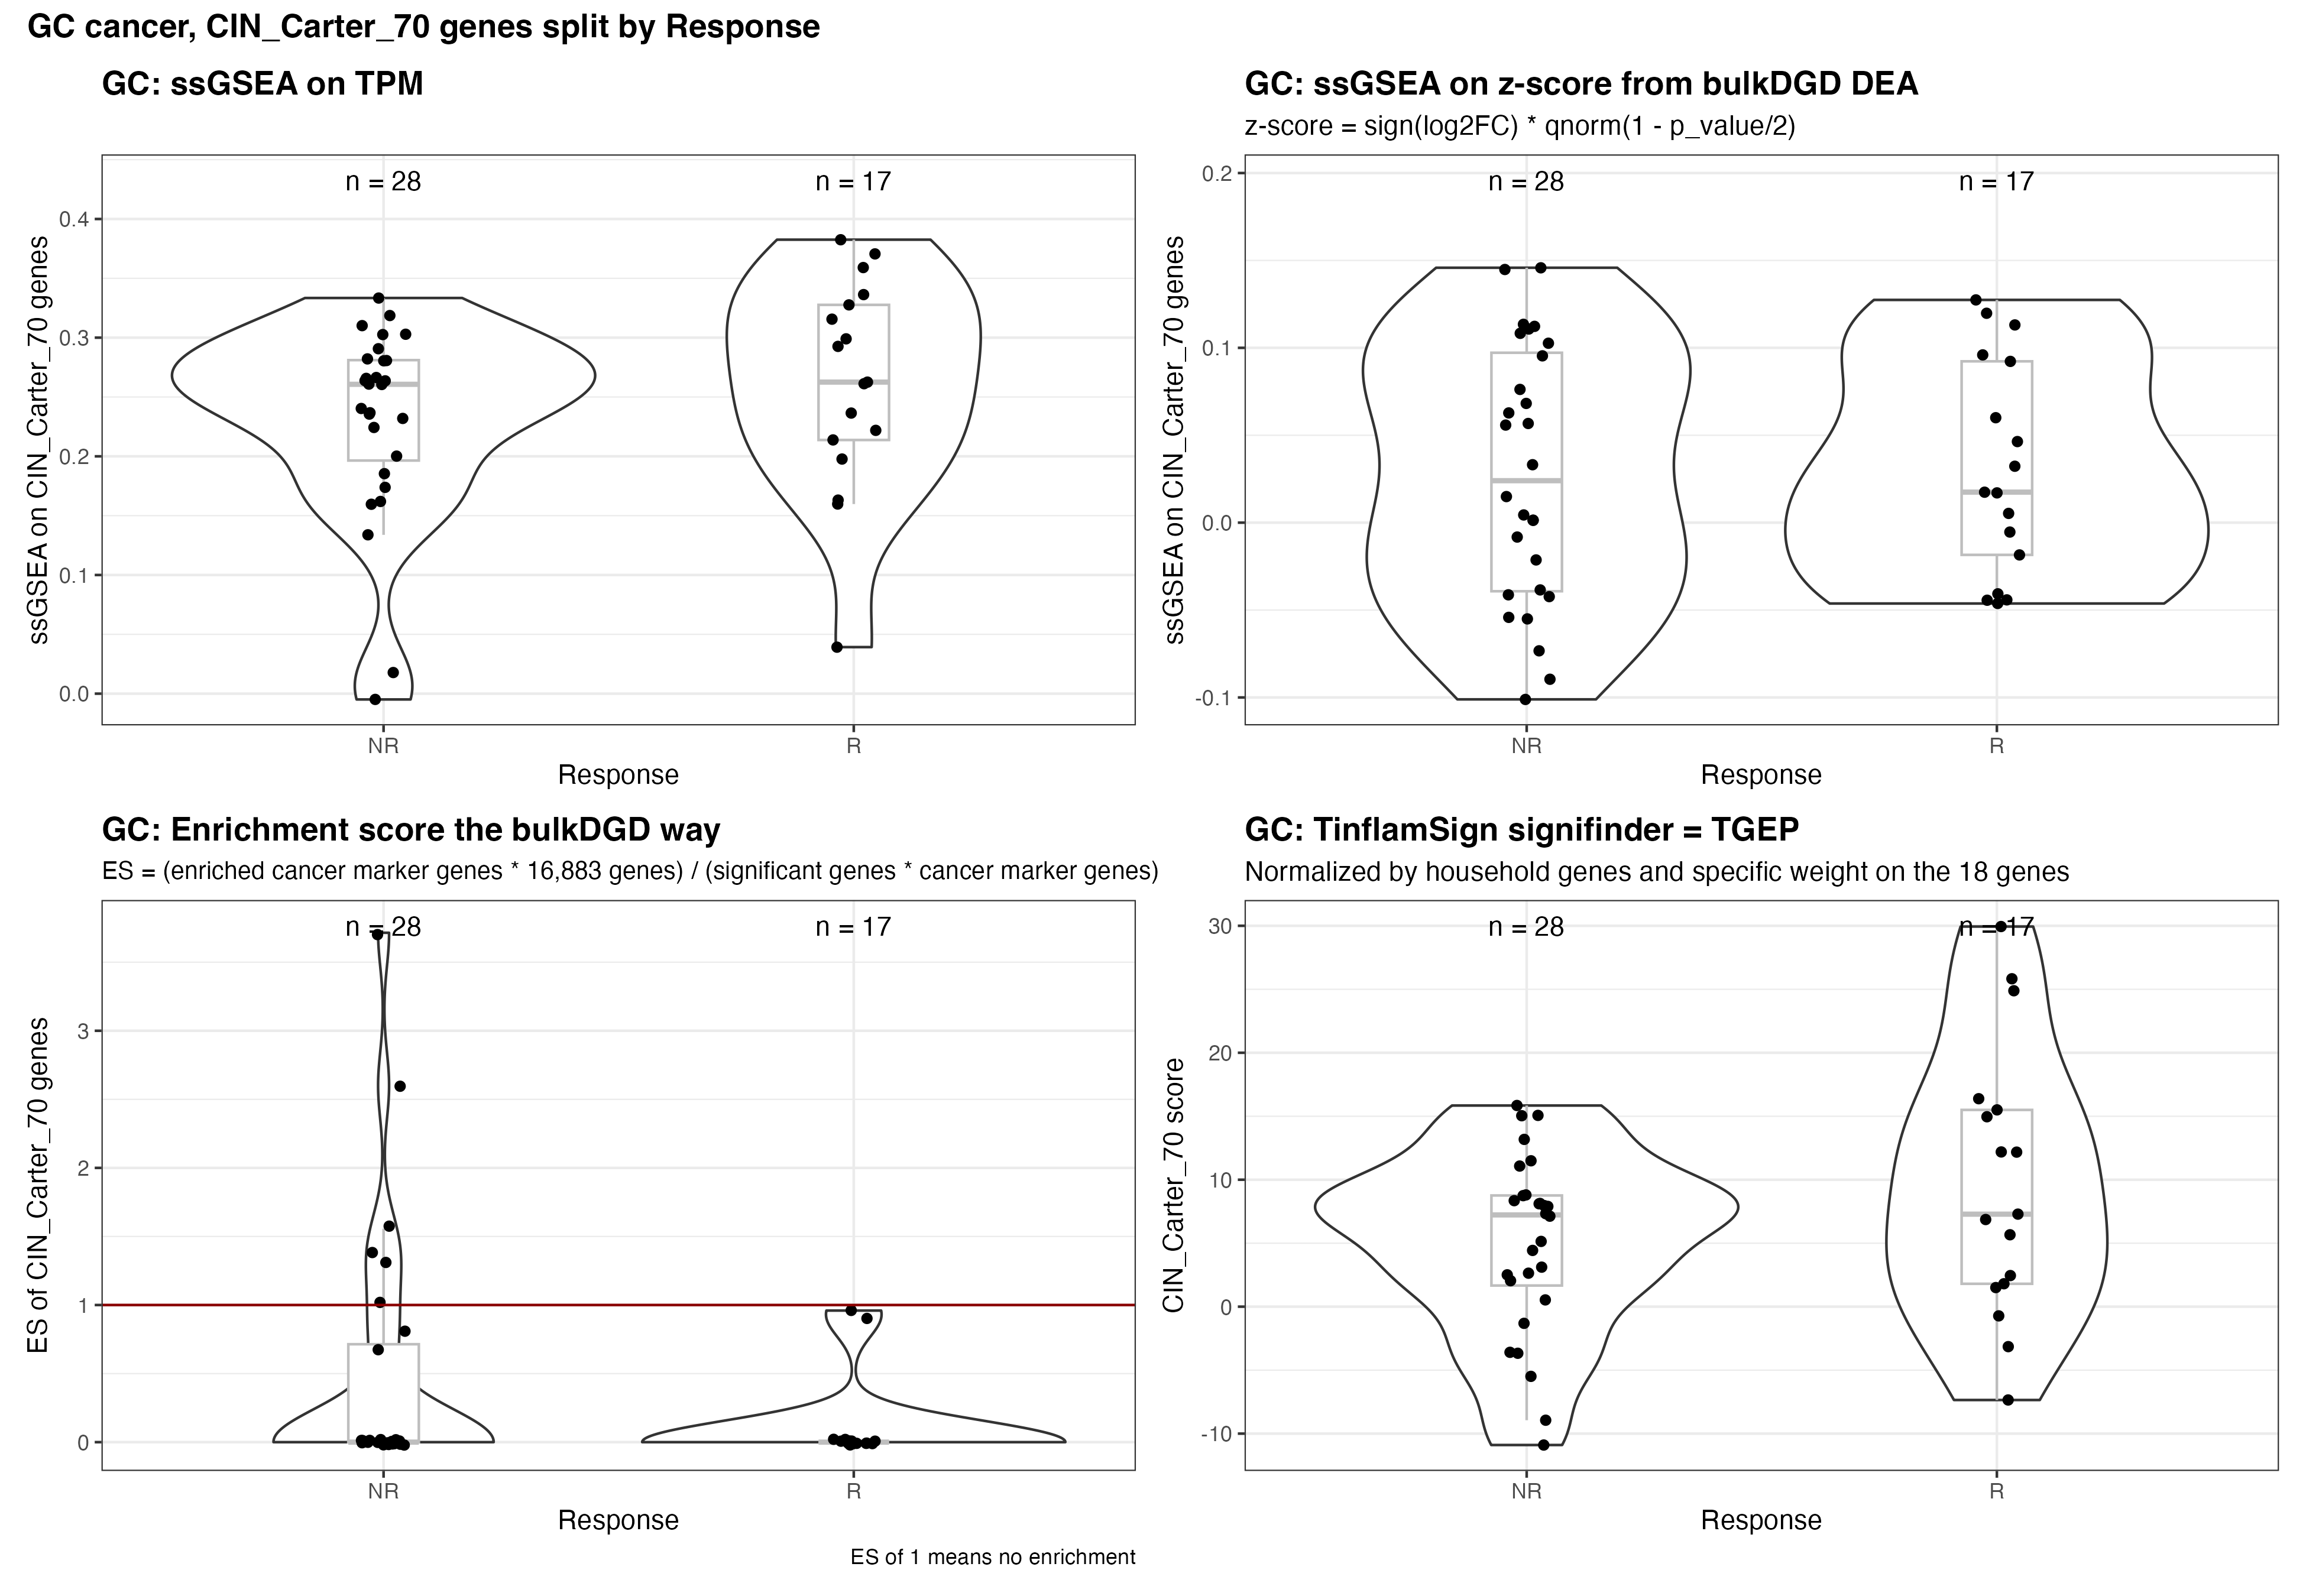 GC cancer, CIN_Carter_70 genes split by Response
GC: ssGSEA on TPM
ssGSEA on CIN_Carter_70 genes
n = 28
n = 17
0.4
0.3
0.2
0.1
0.0
NR
R
Response
GC: ssGSEA on z-score from bulkDGD DEA
z-score = sign(log2FC) * qnorm(1 - p_value/2)
ssGSEA on CIN_Carter_70 genes
n = 28
n = 17
0.2
0.1
0.0
-0.1
NR
R
Response
GC: Enrichment score the bulkDGD way
ES = (enriched cancer marker genes * 16,883 genes) / (significant genes * cancer marker genes)
ES of CIN_Carter_70 genes
n = 28
n = 17
3
2
1
0
NR
R
Response
ES of 1 means no enrichment
GC: TinflamSign signifinder = TGEP
Normalized by household genes and specific weight on the 18 genes
CIN_Carter_70 score
n = 28
n = 17
30
20
10
0
-10
NR
R
Response